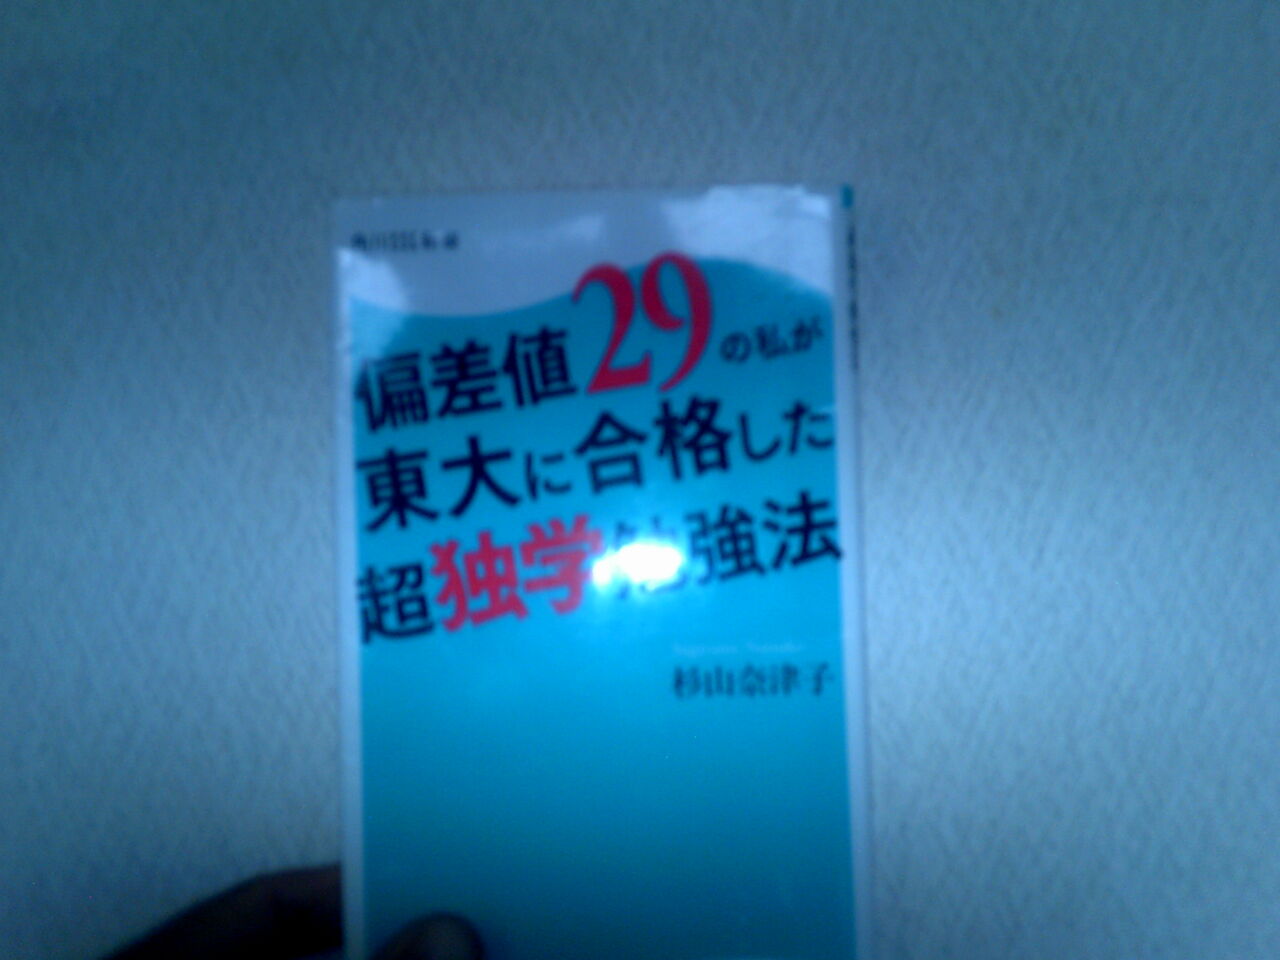 偏差値29の私が
東大に合格した
超独学勉強法
杉山奈津子